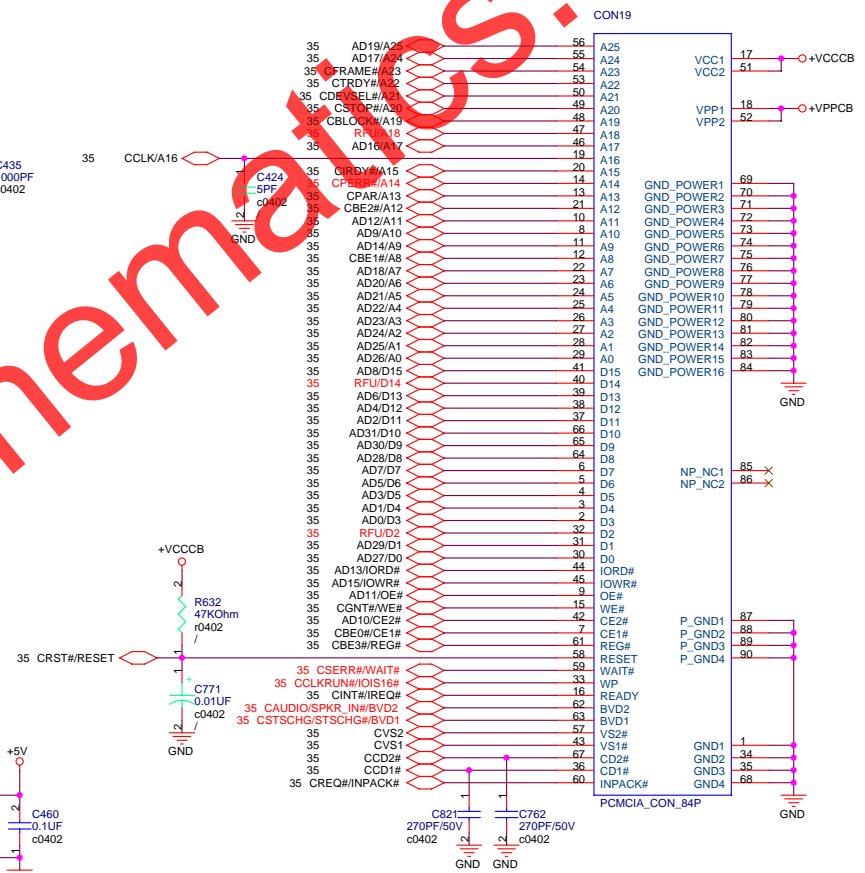 CON19
35 AD19/A25 56 A25
35 AD17/A24 55 A24 VCC1 17 +VCCCB
35 CFRAME#/A23 54 A23 VCC2 51
35 CTRDY#/A22 53 A22
35 CDEVSEL#/A21 50 A21
35 CSTOP#/A20 49 A20 VPP1 18 +VPPCB
35 CBLOCK#/A19 48 A19 VPP2 52
35 RFU/A18 47 A18
35 AD16/A17 46 A17
35 CCLK/A16 19 A16
35 CIRDY#/A15 20 A15
35 CPERR#/A14 14 A14 GND_POWER1 69
35 CPAR/A13 13 A13 GND_POWER2 70
35 CBE2#/A12 21 A12 GND_POWER3 71
35 AD12/A11 10 A11 GND_POWER4 72
35 AD9/A10 8 A10 GND_POWER5 73
35 AD14/A9 11 A9 GND_POWER6 74
35 CBE1#/A8 12 A8 GND_POWER7 75
35 AD18/A7 22 A7 GND_POWER8 76
35 AD20/A6 23 A6 GND_POWER9 77
35 AD21/A5 24 A5 GND_POWER10 78
35 AD22/A4 25 A4 GND_POWER11 79
35 AD23/A3 26 A3 GND_POWER12 80
35 AD24/A2 27 A2 GND_POWER13 81
35 AD25/A1 28 A1 GND_POWER14 82
35 AD26/A0 29 A0 GND_POWER15 83
35 AD8/D15 41 D15 GND_POWER16 84
35 RFU/D14 40 D14
35 AD6/D13 39 D13
GND
35 AD4/D12 38 D12
35 AD2/D11 37 D11
35 AD31/D10 66 D10
35 AD30/D9 65 D9
35 AD28/D8 64 D8
35 AD7/D7 6 D7 NP_NC1 85
35 AD5/D6 5 D6 NP_NC2 86
35 AD3/D5 4 D5
35 AD1/D4 3 D4
35 AD0/D3 2 D3
35 RFU/D2 32 D2
35 AD29/D1 31 D1
35 AD27/D0 30 D0
35 AD13/IORD# 44 IORD#
35 AD15/IOWR# 45 IOWR#
35 AD11/OE# 9 OE#
35 CGNT#/WE# 15 WE#
35 AD10/CE2# 42 CE2# P_GND1 87
35 CBE0#/CE1# 7 CE1# P_GND2 88
35 CBE3#/REG# 61 REG# P_GND3 89
35 CRST#/RESET 58 RESET P_GND4 90
35 CSERR#/WAIT# 59 WAIT#
35 CCLKRUN#/IOIS16# 33 WP
35 CINT#/IREQ# 16 READY
35 CAUDIO/SPKR_IN#/BVD2 62 BVD2
35 CSTSCHG/STSCHG#/BVD1 63 BVD1
35 CVS2 57 VS2#
35 CVS1 43 VS1# GND1 1
35 CCD2# 67 CD2# GND2 34
35 CCD1# 36 CD1# GND3 35
35 CREQ#/INPACK# 60 INPACK# GND4 68
PCMCIA_CON_84P
GND
C435
000PF
0402
1
C424
5PF
c0402
/
2
GND
+VCCCB
2
R632
47KOhm
r0402
/
1
1
+
C771
0.01UF
c0402
/
2
GND
+5V
2
C460
0.1UF
c0402
1
1
C821
270PF/50V
c0402
2
GND
1
C762
270PF/50V
c0402
2
GND
hematics.